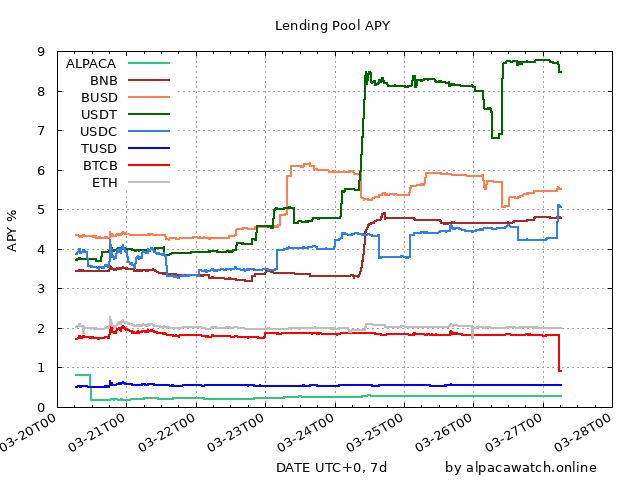 Lending Pool APY
APY %
9
8
7
6
5
4
3
2
1
0
ALPACA
BNB
BUSD
USDT
USDC
TUSD
BTCB
ETH
03-20T00
03-21T00
03-22T00
03-23T00
03-24T00
03-25T00
03-26T00
03-27T00
03-28T00
DATE UTC+0, 7d
by alpacawatch.online